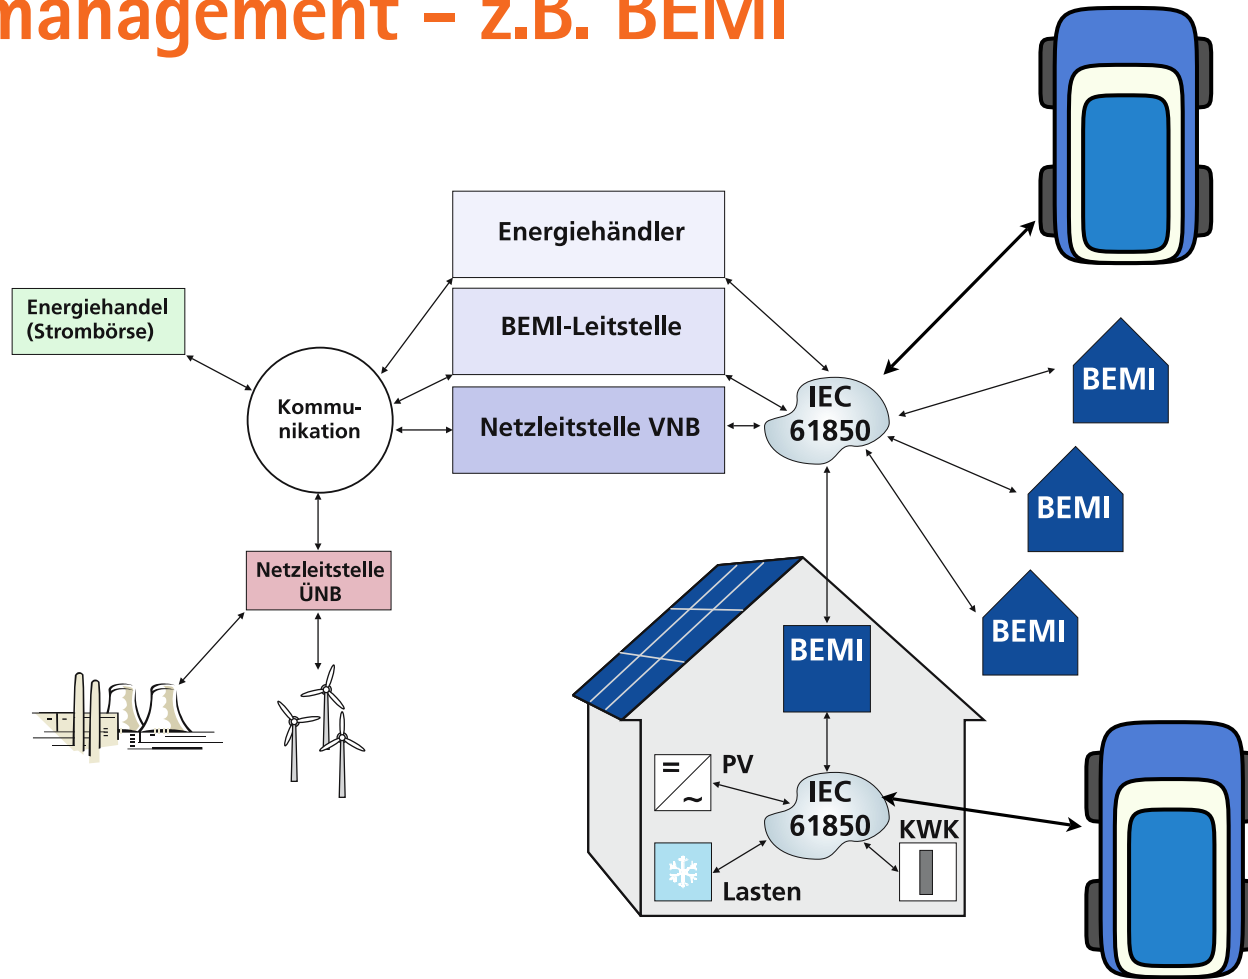 management – z.B. BEMI
Energiehändler
Energiehandel
(Strombörse)
BEMI-Leitstelle
Kommu-
nikation
Netzleitstelle VNB
IEC
61850
BEMI
BEMI
BEMI
Netzleitstelle
ÜNB
BEMI
=
~
PV
IEC
61850
KWK
Lasten